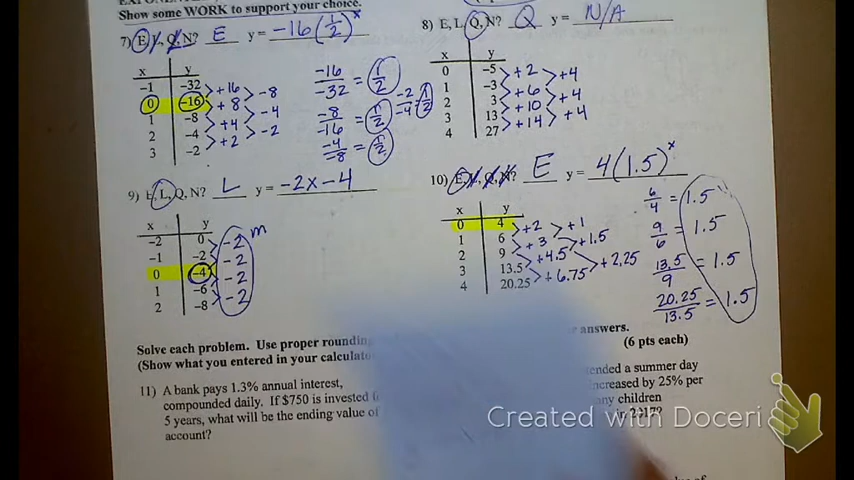 Show some WORK to support your choice.
7) E, L, Q, N? E y = -16(1/2)^x
x y
-1 -32
0 -16
1 -8
2 -4
3 -2
+16
+8
+4
+2
-8
-4
-2
-16/-32 = 1/2
-8/-16 = 1/2
-4/-8 = 1/2
-2/-4 = 1/2
8) E, L, Q, N? Q y = N/A
x y
0 -5
1 -3
2 3
3 13
4 27
+2
+6
+10
+14
+4
+4
+4
9) E, L, Q, N? L y = -2x-4
x y
-2 0
-1 -2
0 -4
1 -6
2 -8
-2
-2
-2
-2
m
10) E, L, Q, N? E y = 4(1.5)^x
x y
0 4
1 6
2 9
3 13.5
4 20.25
+2
+3
+4.5
+6.75
+1
+1.5
+2.25
6/4 = 1.5
9/6 = 1.5
13.5/9 = 1.5
20.25/13.5 = 1.5
Solve each problem. Use proper rounding answers.
(Show what you entered in your calculator (6 pts each)
11) A bank pays 1.3% annual interest,
compounded daily. If $750 is invested
5 years, what will be the ending value of
account?
a summer day
increased by 25% per
children
in 2017?
Created with Doceri